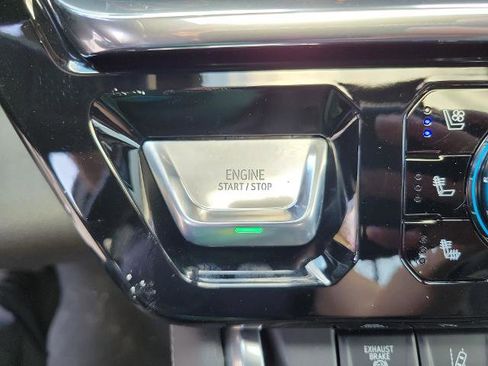 ENGINE
START / STOP
EXHAUST
BRAKE